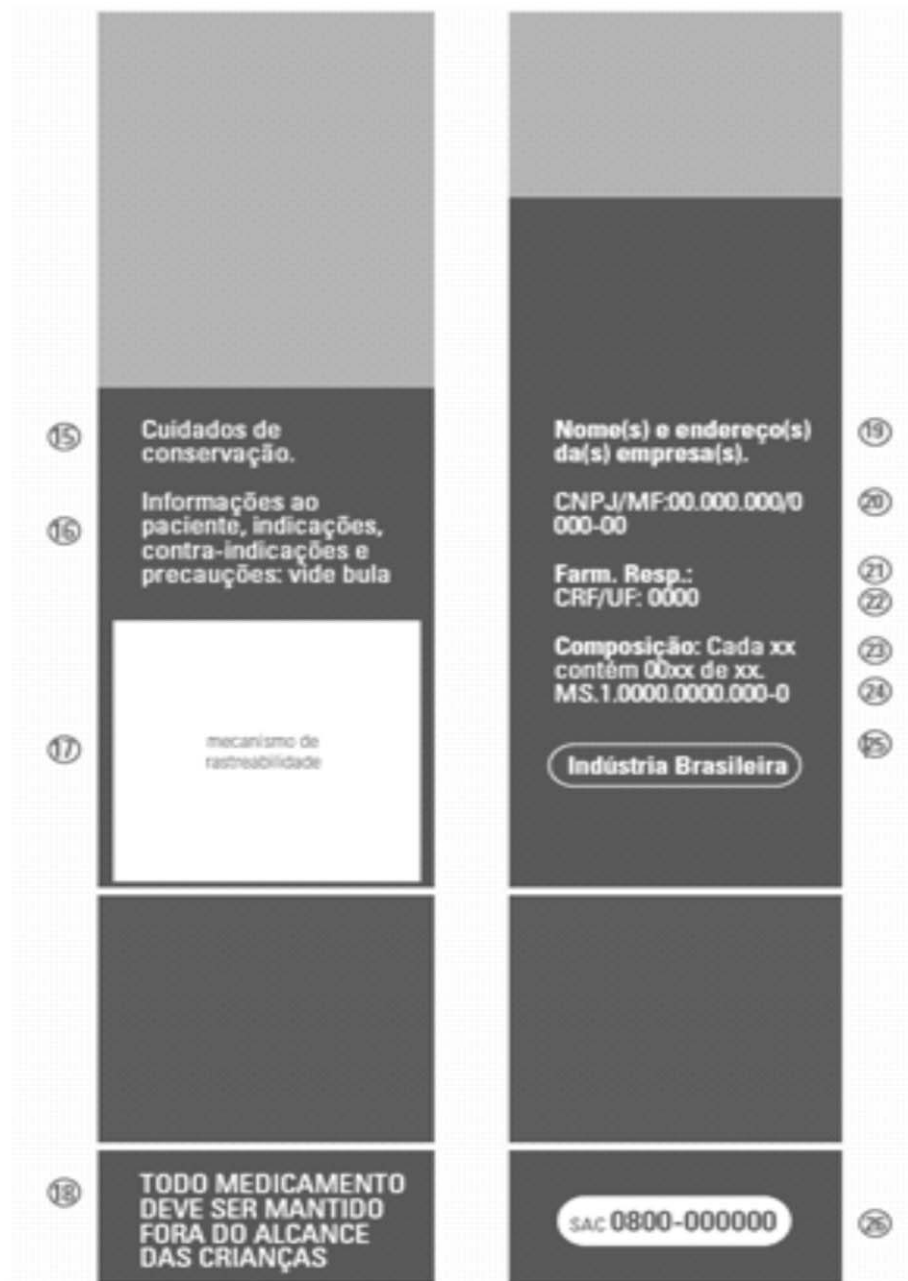 ⑮ Cuidados de
conservação.
⑯ Informações ao
paciente, indicações,
contra-indicações e
precauções: vide bula
⑰ mecanismo de
rastreabilidade
⑱ TODO MEDICAMENTO
DEVE SER MANTIDO
FORA DO ALCANCE
DAS CRIANÇAS
Nome(s) e endereço(s) ⑲
da(s) empresa(s).
CNPJ/MF:00.000.000/0 ⑳
000-00
Farm. Resp.: ㉑
CRF/UF: 0000 ㉒
Composição: Cada xx ㉓
contém 00xx de xx.
MS.1.0000.0000.000-0 ㉔
㉕
Indústria Brasileira
SAC 0800-000000 ㉖